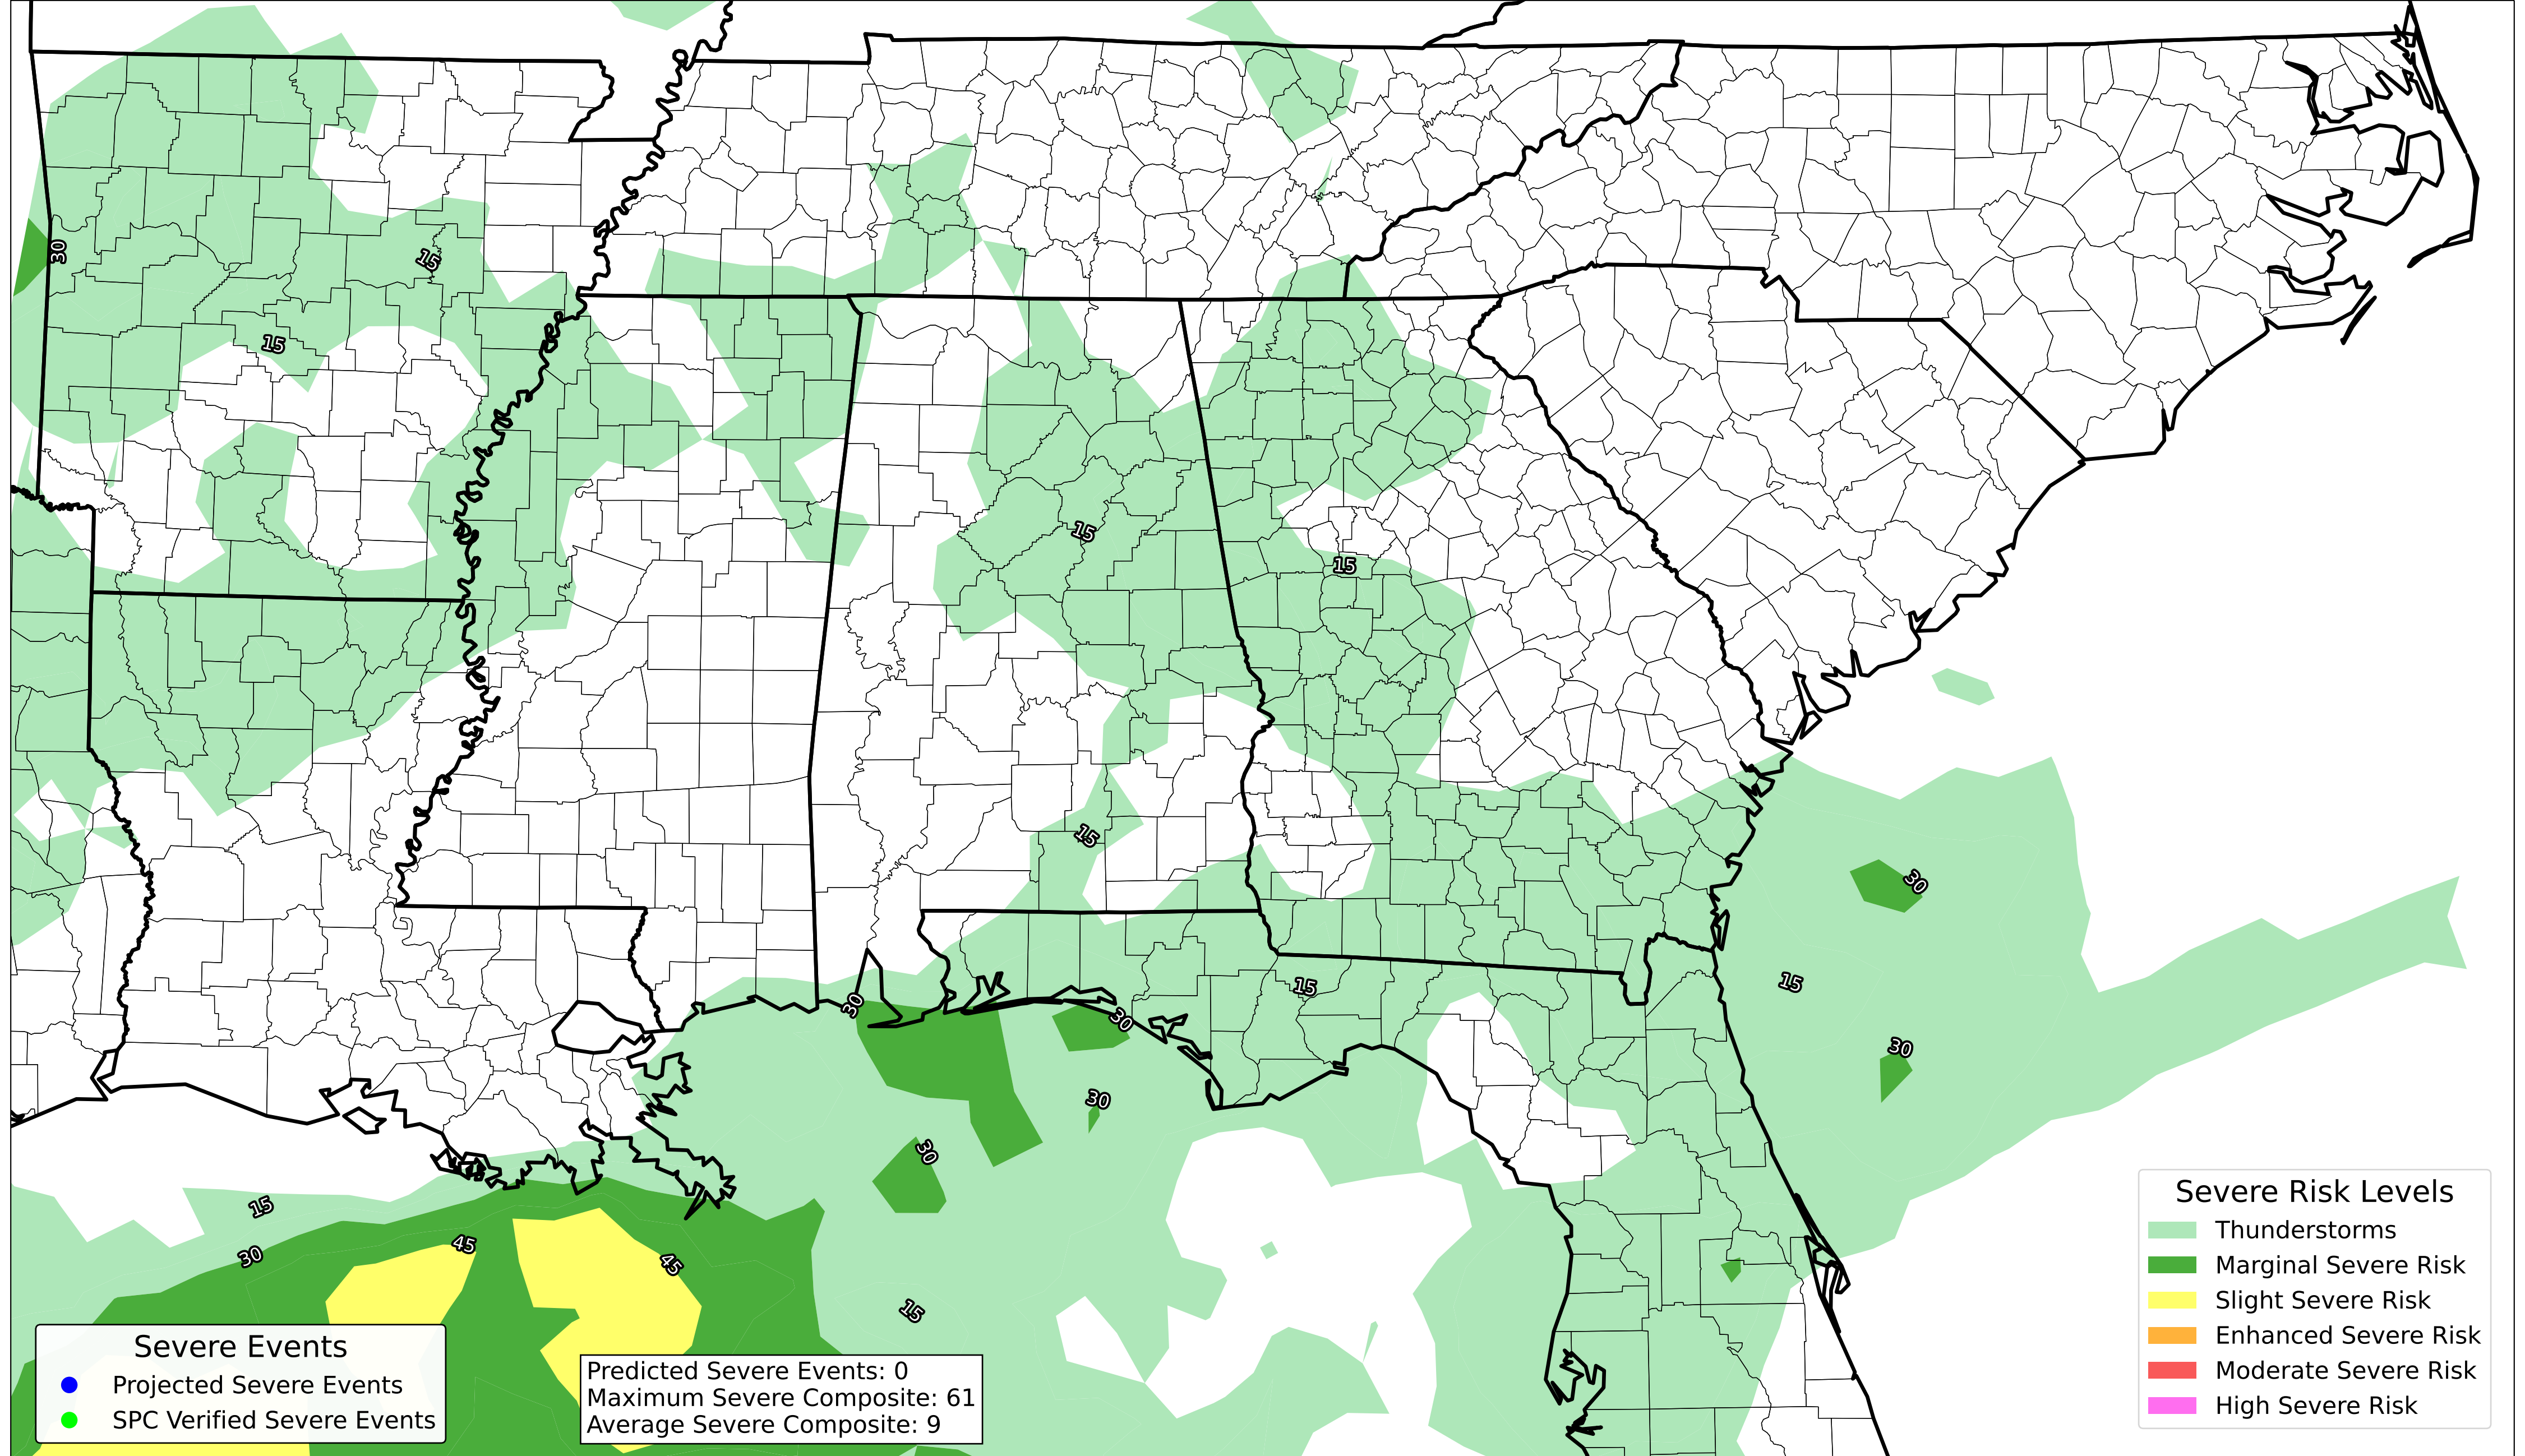 30
15
15
15
15
15
30
15
15
30
30
30
30
30
15
45
30
45
15
Severe Risk Levels
Thunderstorms
Marginal Severe Risk
Slight Severe Risk
Enhanced Severe Risk
Moderate Severe Risk
High Severe Risk
Severe Events
Projected Severe Events
SPC Verified Severe Events
Predicted Severe Events: 0
Maximum Severe Composite: 61
Average Severe Composite: 9